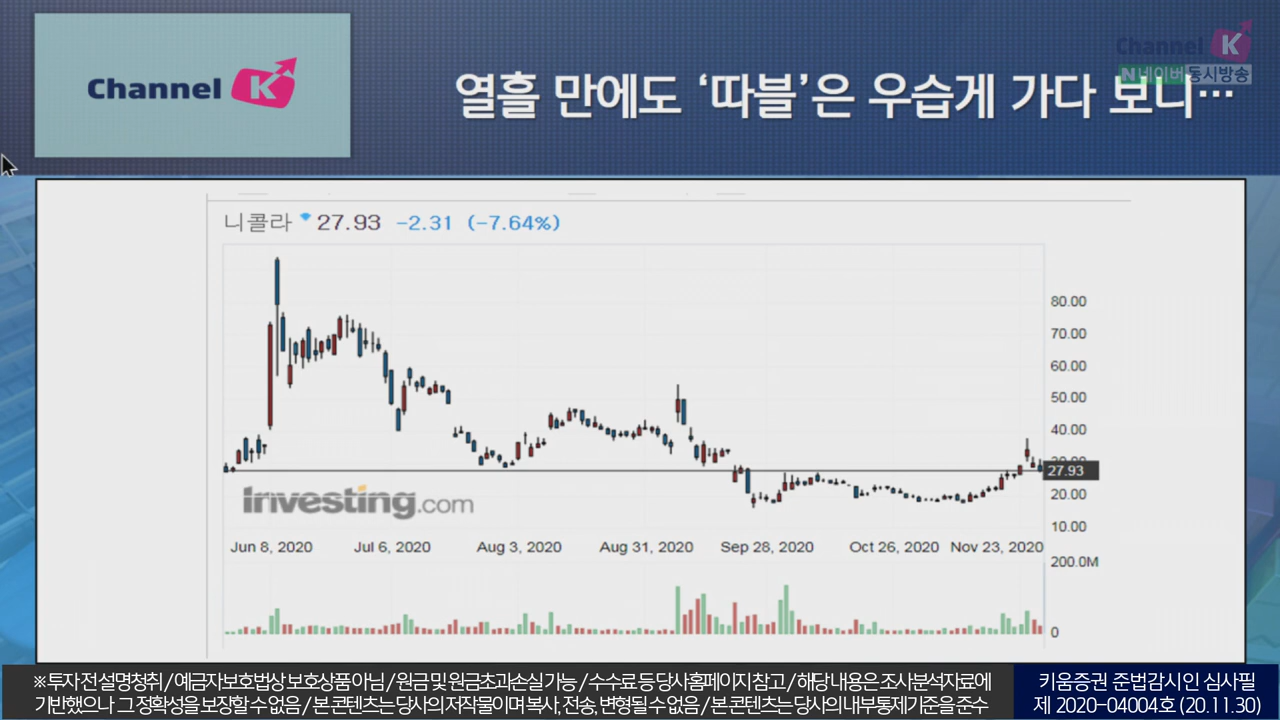 Channel K
열흘 만에도 ‘따블’은 우습게 가다 보니…
Channel K
N 네이버 동시방송
니콜라 27.93 -2.31 (-7.64%)
80.00
70.00
60.00
50.00
40.00
30.00
27.93
20.00
10.00
Investing.com
Jun 8, 2020 Jul 6, 2020 Aug 3, 2020 Aug 31, 2020 Sep 28, 2020 Oct 26, 2020 Nov 23, 2020
200.0M
0
※ 투자 전 설명청취 / 예금자보호법상 보호상품 아님 / 원금 및 원금초과손실 가능 / 수수료 등 당사홈페이지 참고 / 해당 내용은 조사분석자료에
기반했으나 그 정확성을 보장할 수 없음 / 본 콘텐츠는 당사의 저작물이며 복사, 전송, 변형될 수 없음 / 본 콘텐츠는 당사의 내부통제기준을 준수
키움증권 준법감시인 심사필
제 2020-04004호 (20.11.30)